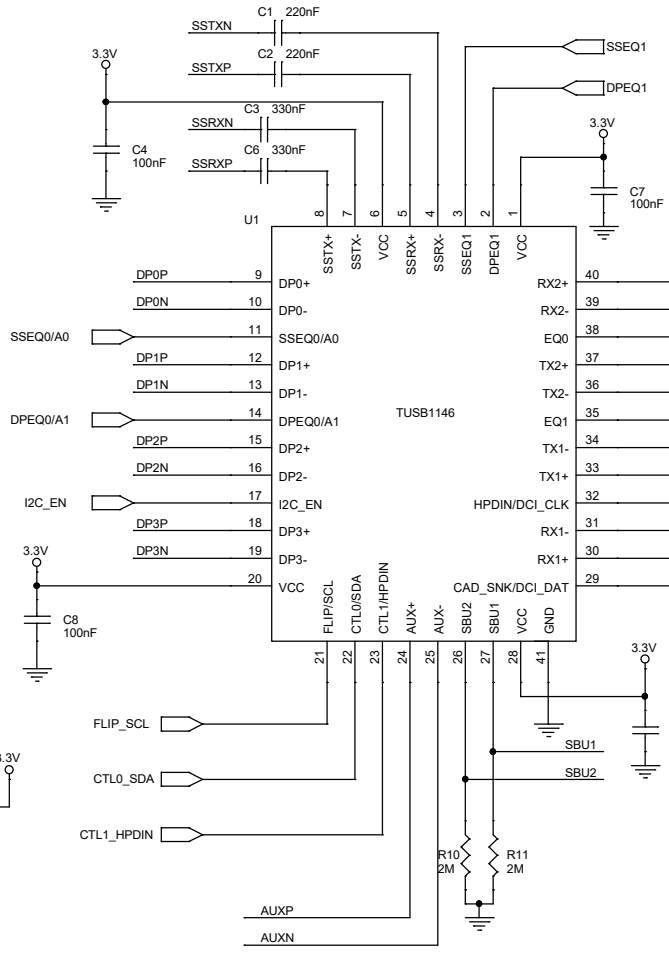 C1 220nF
SSTXN
C2 220nF
SSTXP
3.3V
SSEQ1
DPEQ1
C3 330nF
SSRXN
C6 330nF
SSRXP
C4
100nF
3.3V
C7
100nF
U1
8 7 6 5 4 3 2 1
SSTX+ SSTX- VCC SSRX+ SSRX- SSEQ1 DPEQ1 VCC
DP0P 9 DP0+ RX2+ 40
DP0N 10 DP0- RX2- 39
SSEQ0/A0 11 SSEQ0/A0 EQ0 38
DP1P 12 DP1+ TX2+ 37
DP1N 13 DP1- TX2- 36
DPEQ0/A1 14 DPEQ0/A1 TUSB1146 EQ1 35
DP2P 15 DP2+ TX1- 34
DP2N 16 DP2- TX1+ 33
I2C_EN 17 I2C_EN HPDIN/DCI_CLK 32
DP3P 18 DP3+ RX1- 31
DP3N 19 DP3- RX1+ 30
3.3V 20 VCC CAD_SNK/DCI_DAT 29
C8
100nF
FLIP/SCL CTL0/SDA CTL1/HPDIN AUX+ AUX- SBU2 SBU1 VCC GND
21 22 23 24 25 26 27 28 41
3.3V
FLIP_SCL
SBU1
3.3V
CTL0_SDA
SBU2
CTL1_HPDIN
R10
2M
R11
2M
AUXP
AUXN